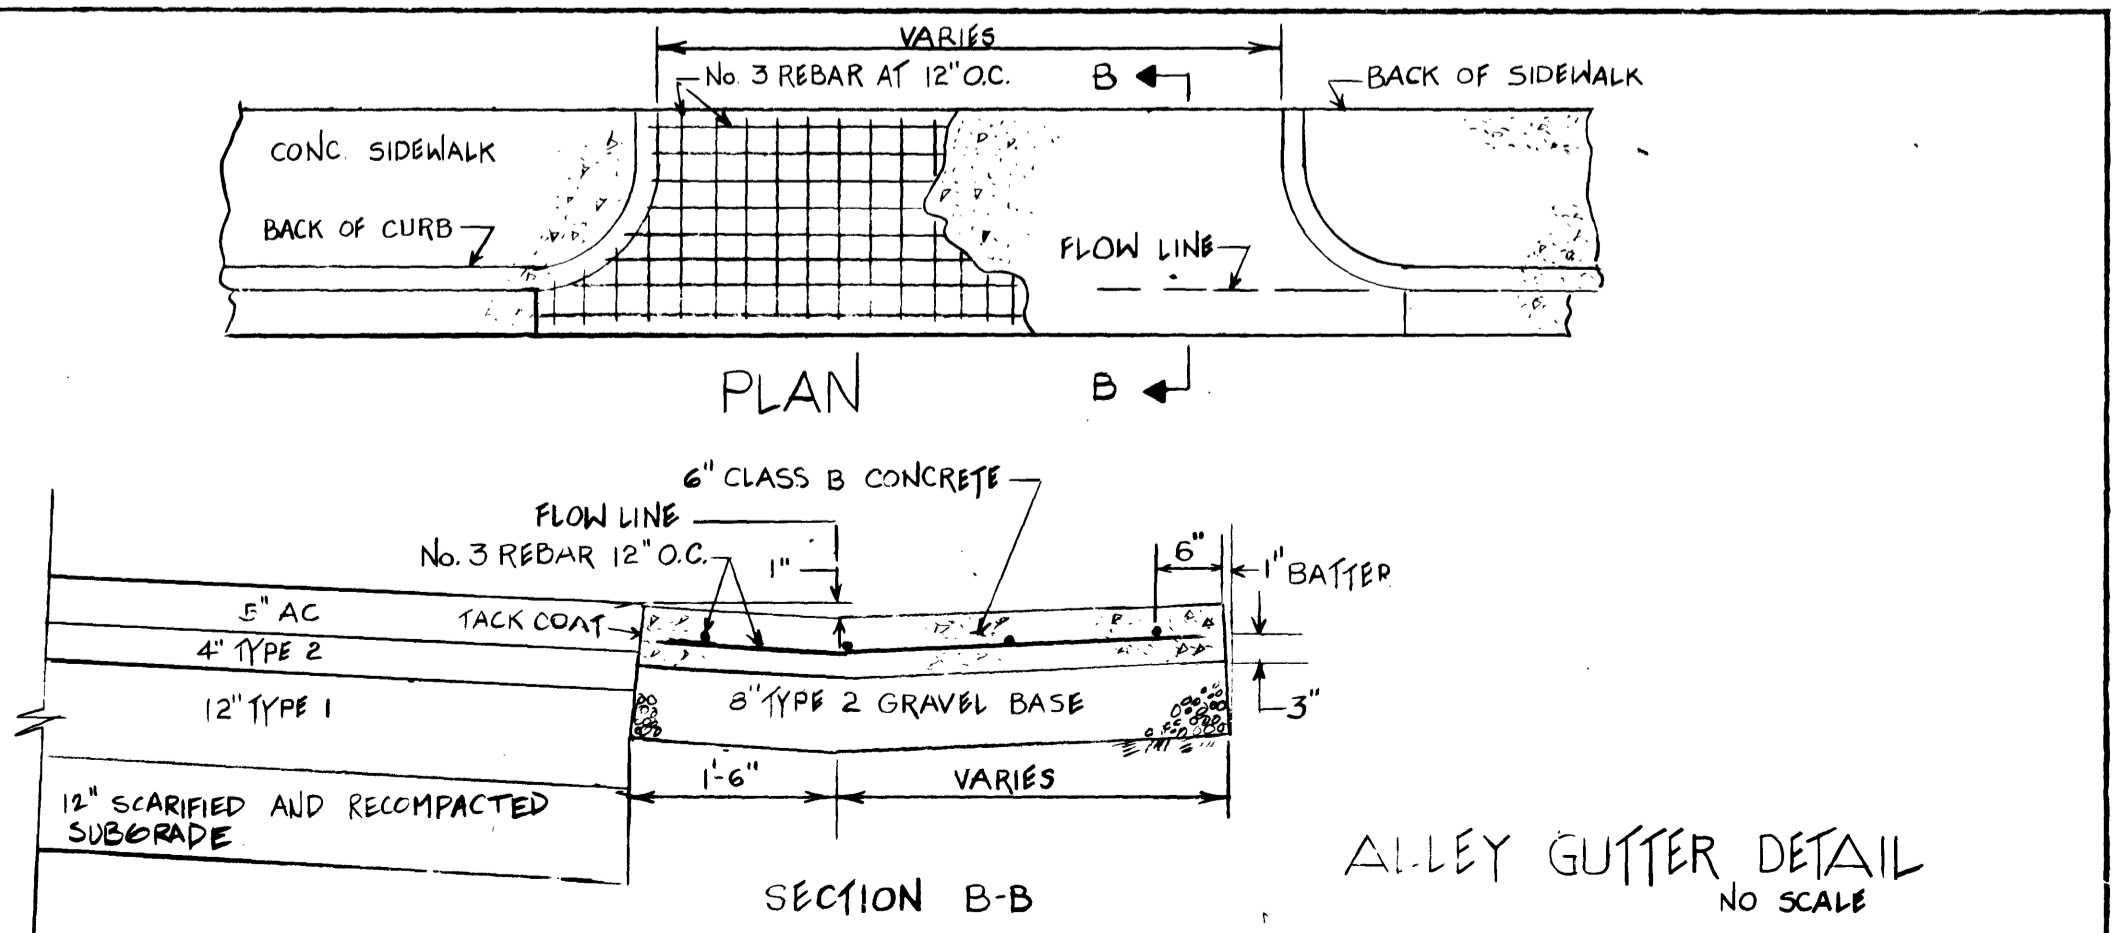 VARIES
No. 3 REBAR AT 12" O.C.
B
BACK OF SIDEWALK
CONC. SIDEWALK
BACK OF CURB
FLOW LINE
PLAN
B
6" CLASS B CONCRETE
FLOW LINE
No. 3 REBAR 12" O.C.
1"
6"
1" BATTER
5" AC
TACK COAT
4" TYPE 2
12" TYPE 1
8" TYPE 2 GRAVEL BASE
3"
1'-6"
VARIES
12" SCARIFIED AND RECOMPACTED
SUBGRADE
SECTION B-B
ALLEY GUTTER DETAIL
NO SCALE